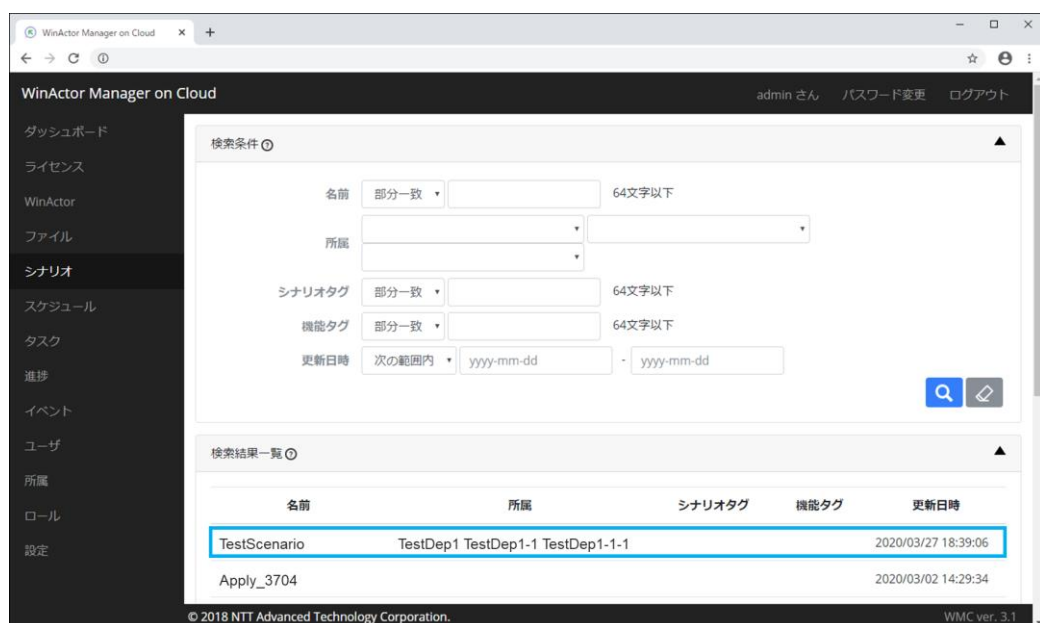 WinActor Manager on Cloud
WinActor Manager on Cloud
admin さん パスワード変更 ログアウト
ダッシュボード
ライセンス
WinActor
ファイル
シナリオ
スケジュール
タスク
進捗
イベント
ユーザ
所属
ロール
設定
検索条件
名前 部分一致 64文字以下
所属
シナリオタグ 部分一致 64文字以下
機能タグ 部分一致 64文字以下
更新日時 次の範囲内 yyyy-mm-dd - yyyy-mm-dd
検索結果一覧
名前 所属 シナリオタグ 機能タグ 更新日時
TestScenario TestDep1 TestDep1-1 TestDep1-1-1 2020/03/27 18:39:06
Apply_3704 2020/03/02 14:29:34
© 2018 NTT Advanced Technology Corporation. WMC ver. 3.1